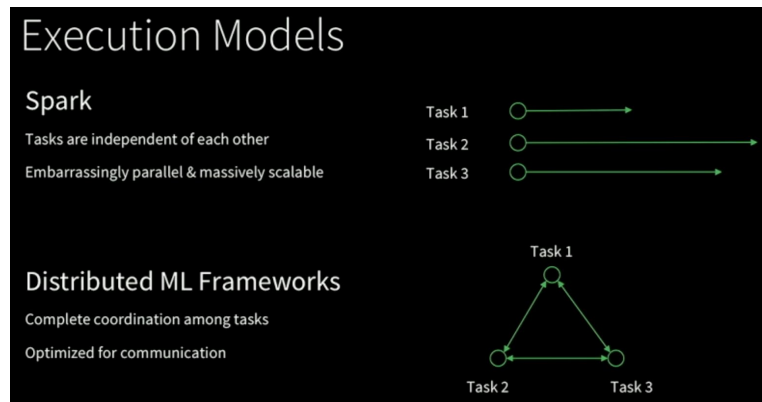 Execution Models
Spark
Tasks are independent of each other
Embarrassingly parallel & massively scalable
Task 1
Task 2
Task 3
Distributed ML Frameworks
Complete coordination among tasks
Optimized for communication
Task 1
Task 2
Task 3